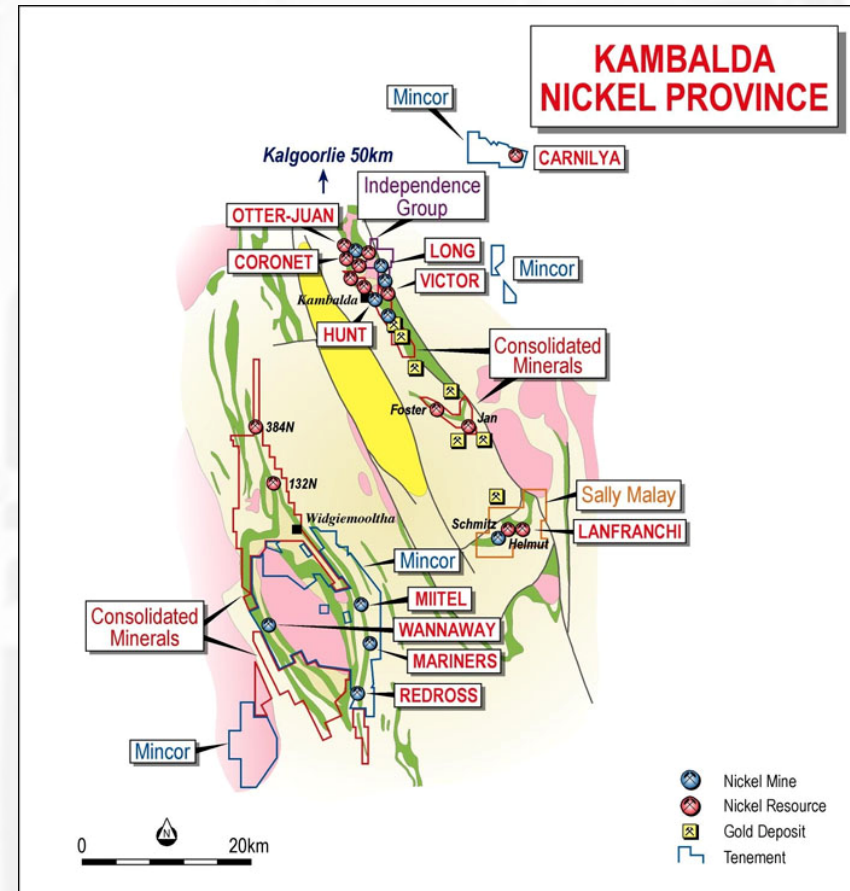 KAMBALDA
NICKEL PROVINCE
Mincor
CARNILYA
Kalgoorlie 50km
Independence
Group
OTTER-JUAN
CORONET
LONG
VICTOR
Mincor
Kambalda
HUNT
Consolidated
Minerals
Foster
Jan
384N
132N
Widgiemooltha
Sally Malay
Schmitz
Helmut
LANFRANCHI
Mincor
MIITEL
Consolidated
Minerals
WANNAWAY
MARINERS
REDROSS
Mincor
Nickel Mine
Nickel Resource
Gold Deposit
Tenement
N
0
20km